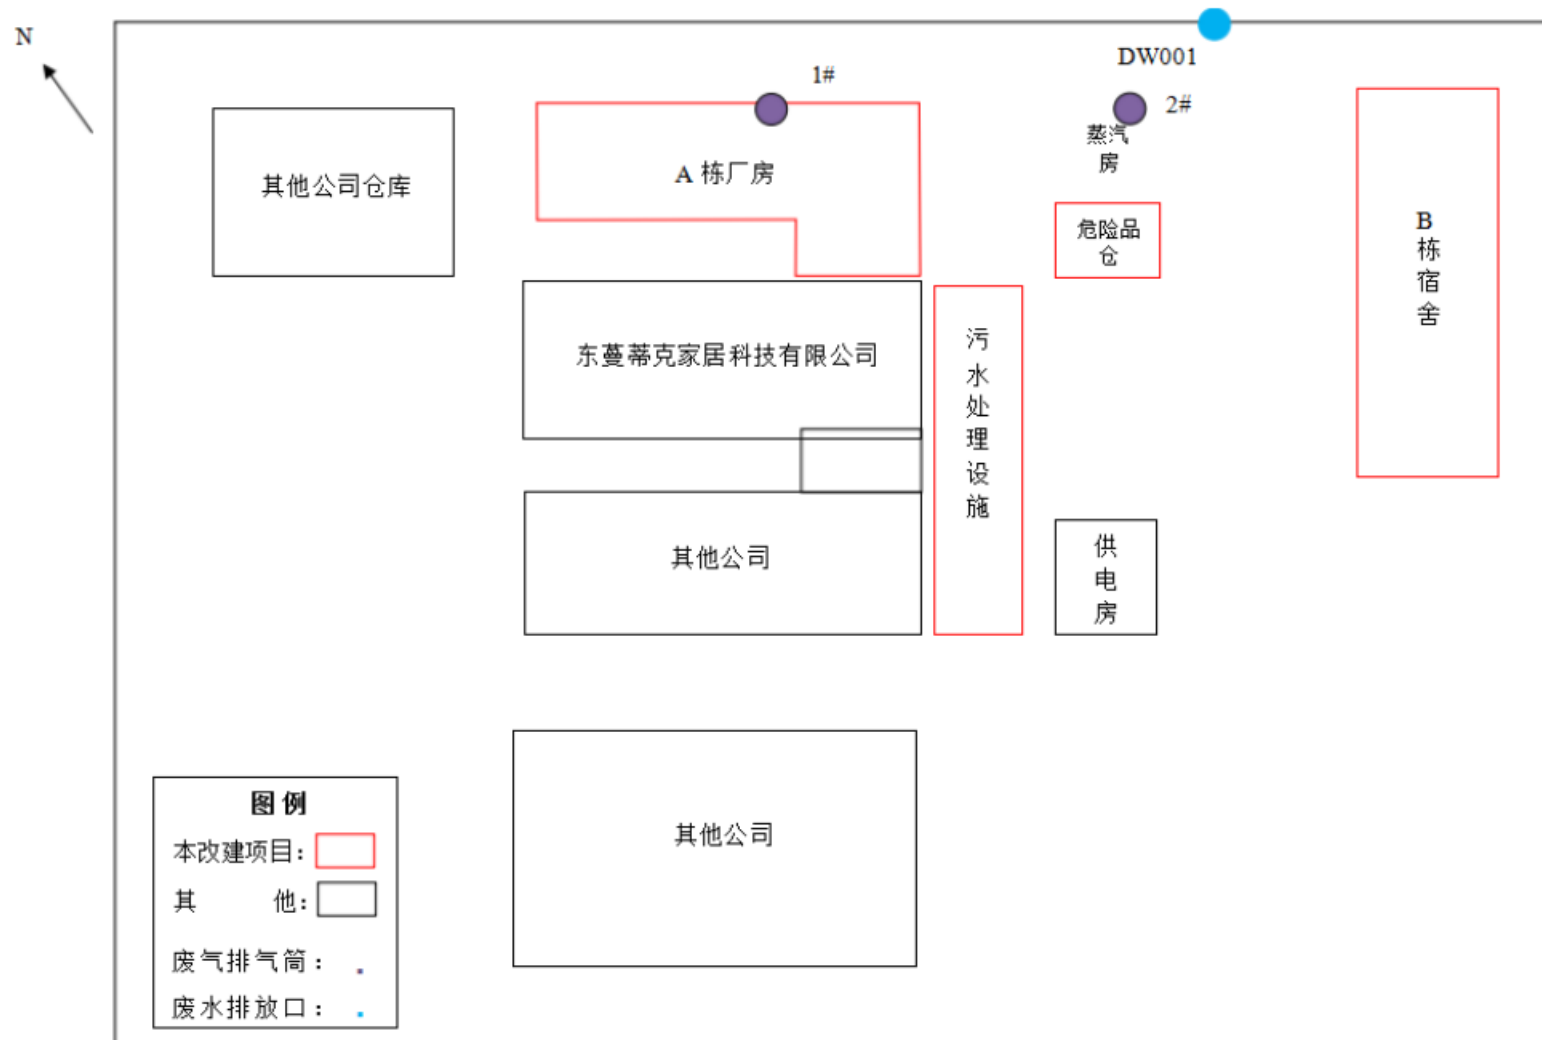 N
DW001
1#
2#
蒸汽
房
A 栋厂房
其他公司仓库
危险品
仓
B
栋
宿
舍
东蔓蒂克家居科技有限公司
污
水
处
理
设
施
其他公司
供
电
房
其他公司
图 例
本改建项目：
其 他：
废气排气筒：
废水排放口：